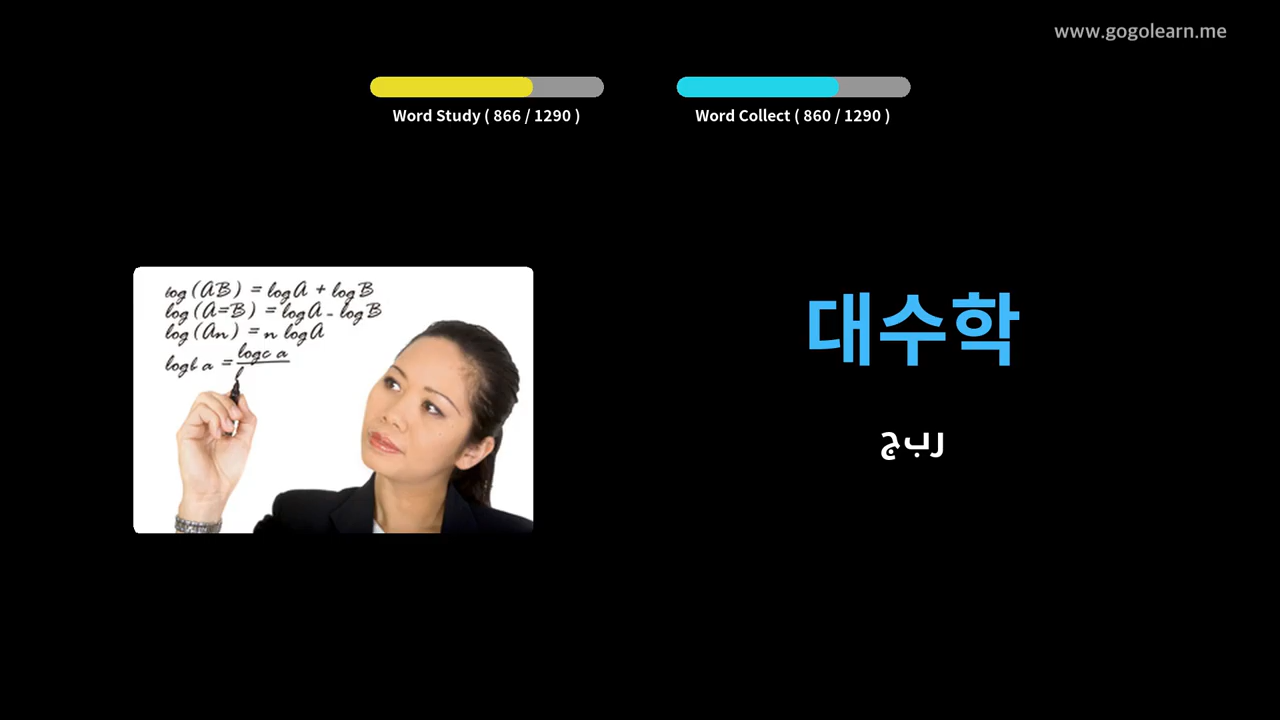 www.gogolearn.me
Word Study ( 866 / 1290 )
Word Collect ( 860 / 1290 )
log (AB) = logA + logB
log (A=B) = logA - logB
log (An) = n logA
logb a = logc a
대수학
ربج